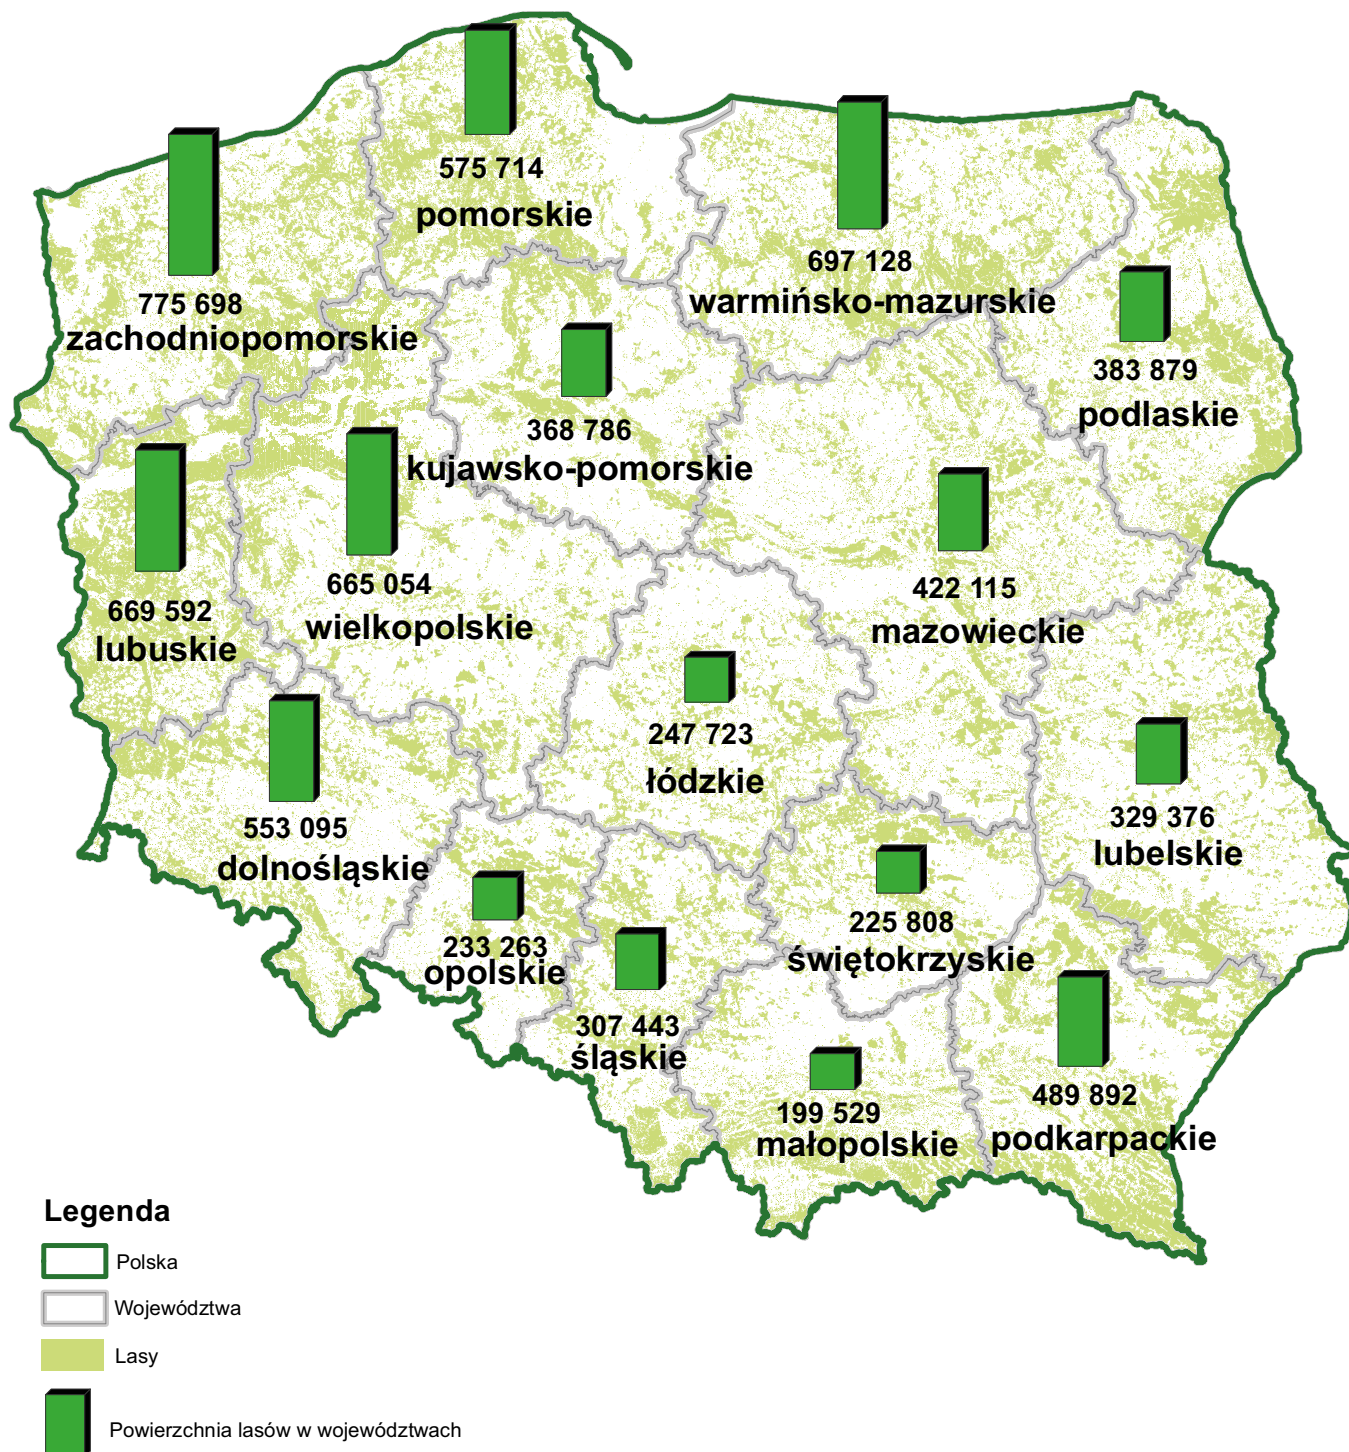 575 714
pomorskie
697 128
warmińsko-mazurskie
775 698
zachodniopomorskie
383 879
podlaskie
368 786
kujawsko-pomorskie
422 115
mazowieckie
665 054
wielkopolskie
669 592
lubuskie
247 723
łódzkie
329 376
lubelskie
553 095
dolnośląskie
225 808
świętokrzyskie
233 263
opolskie
307 443
śląskie
199 529
małopolskie
489 892
podkarpackie
Legenda
Polska
Województwa
Lasy
Powierzchnia lasów w województwach